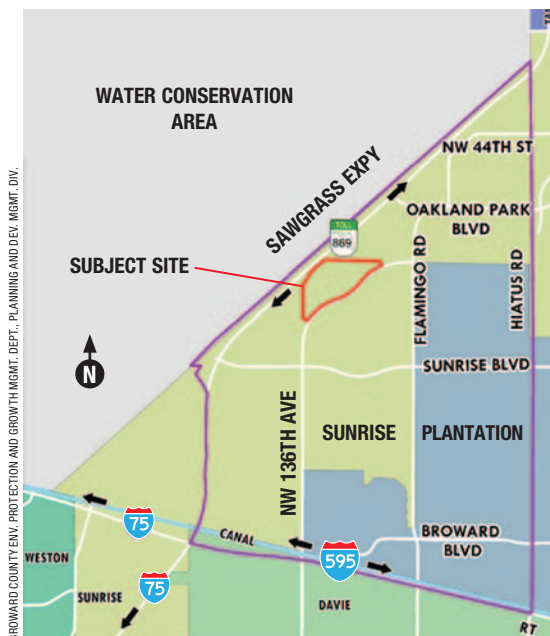 WATER CONSERVATION
AREA
NW 44TH ST
SAWGRASS EXPY
OAKLAND PARK
BLVD
TOLL
869
SUBJECT SITE
FLAMINGO RD
HIATUS RD
N
SUNRISE BLVD
NW 136TH AVE
SUNRISE
PLANTATION
75
CANAL
BROWARD
BLVD
595
WESTON
75
SUNRISE
DAVIE
RT
BROWARD COUNTY ENV. PROTECTION AND GROWTH MGMT. DEPT., PLANNING AND DEV. MGMT. DIV.